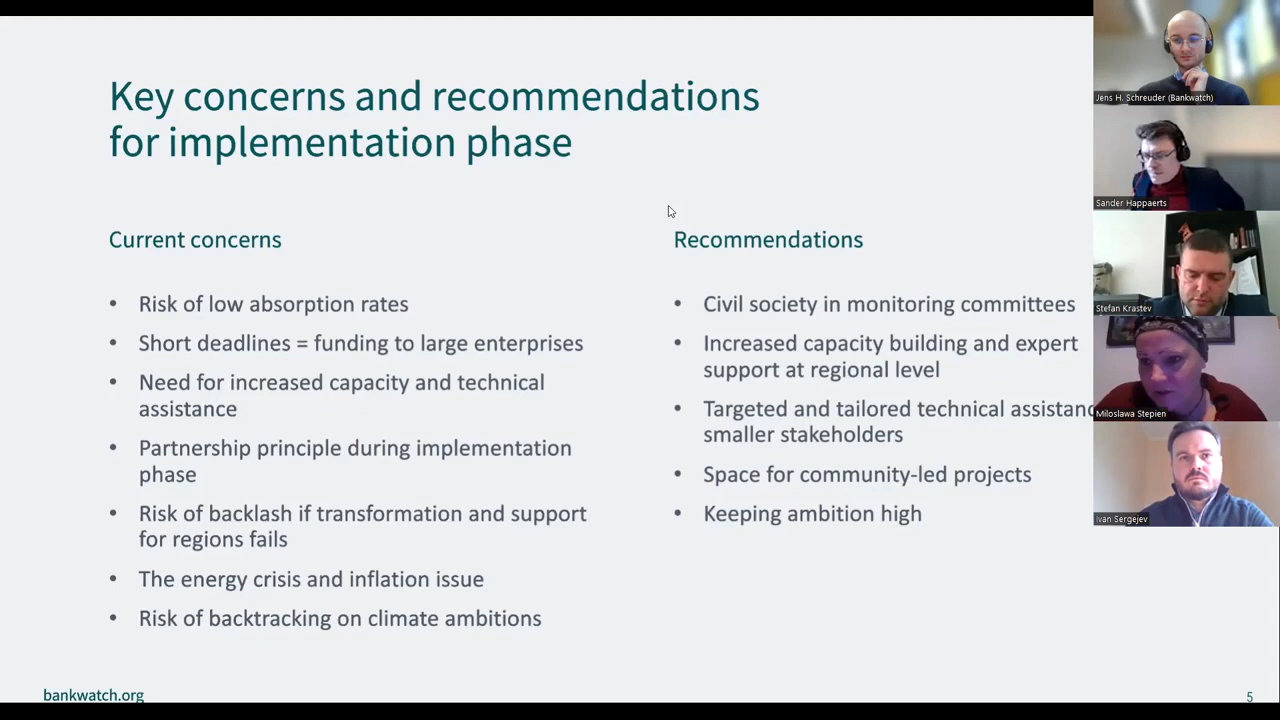 Key concerns and recommendations
for implementation phase
Current concerns
• Risk of low absorption rates
• Short deadlines = funding to large enterprises
• Need for increased capacity and technical
assistance
• Partnership principle during implementation
phase
• Risk of backlash if transformation and support
for regions fails
• The energy crisis and inflation issue
• Risk of backtracking on climate ambitions
Recommendations
• Civil society in monitoring committees
• Increased capacity building and expert
support at regional level
• Targeted and tailored technical assistanc
smaller stakeholders
• Space for community-led projects
• Keeping ambition high
bankwatch.org
5
Jens H. Schreuder (Bankwatch)
Sander Happaerts
Stefan Krastev
Miloslawa Stepien
Ivan Sergejev